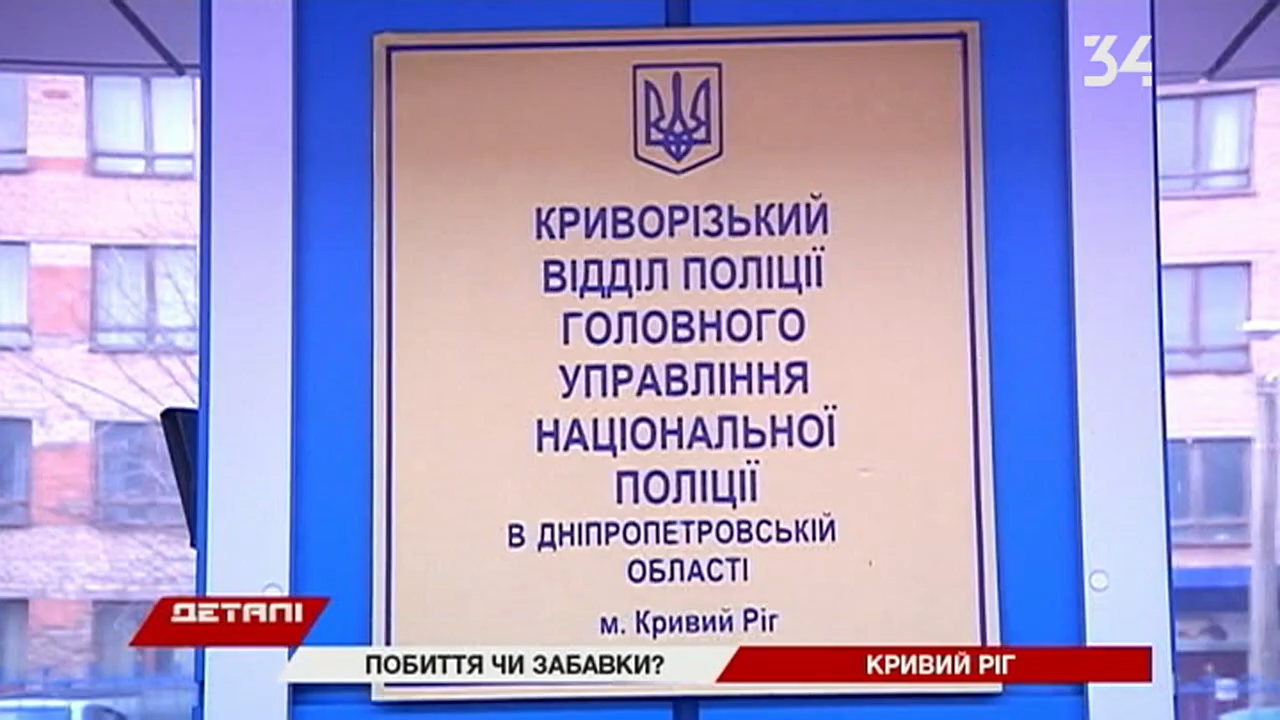 34
КРИВОРІЗЬКИЙ
ВІДДІЛ ПОЛІЦІЇ
ГОЛОВНОГО
УПРАВЛІННЯ
НАЦІОНАЛЬНОЇ
ПОЛІЦІЇ
В ДНІПРОПЕТРОВСЬКІЙ
ОБЛАСТІ
м. Кривий Ріг
ДЕТАЛІ
ПОБИТТЯ ЧИ ЗАБАВКИ?
КРИВИЙ РІГ